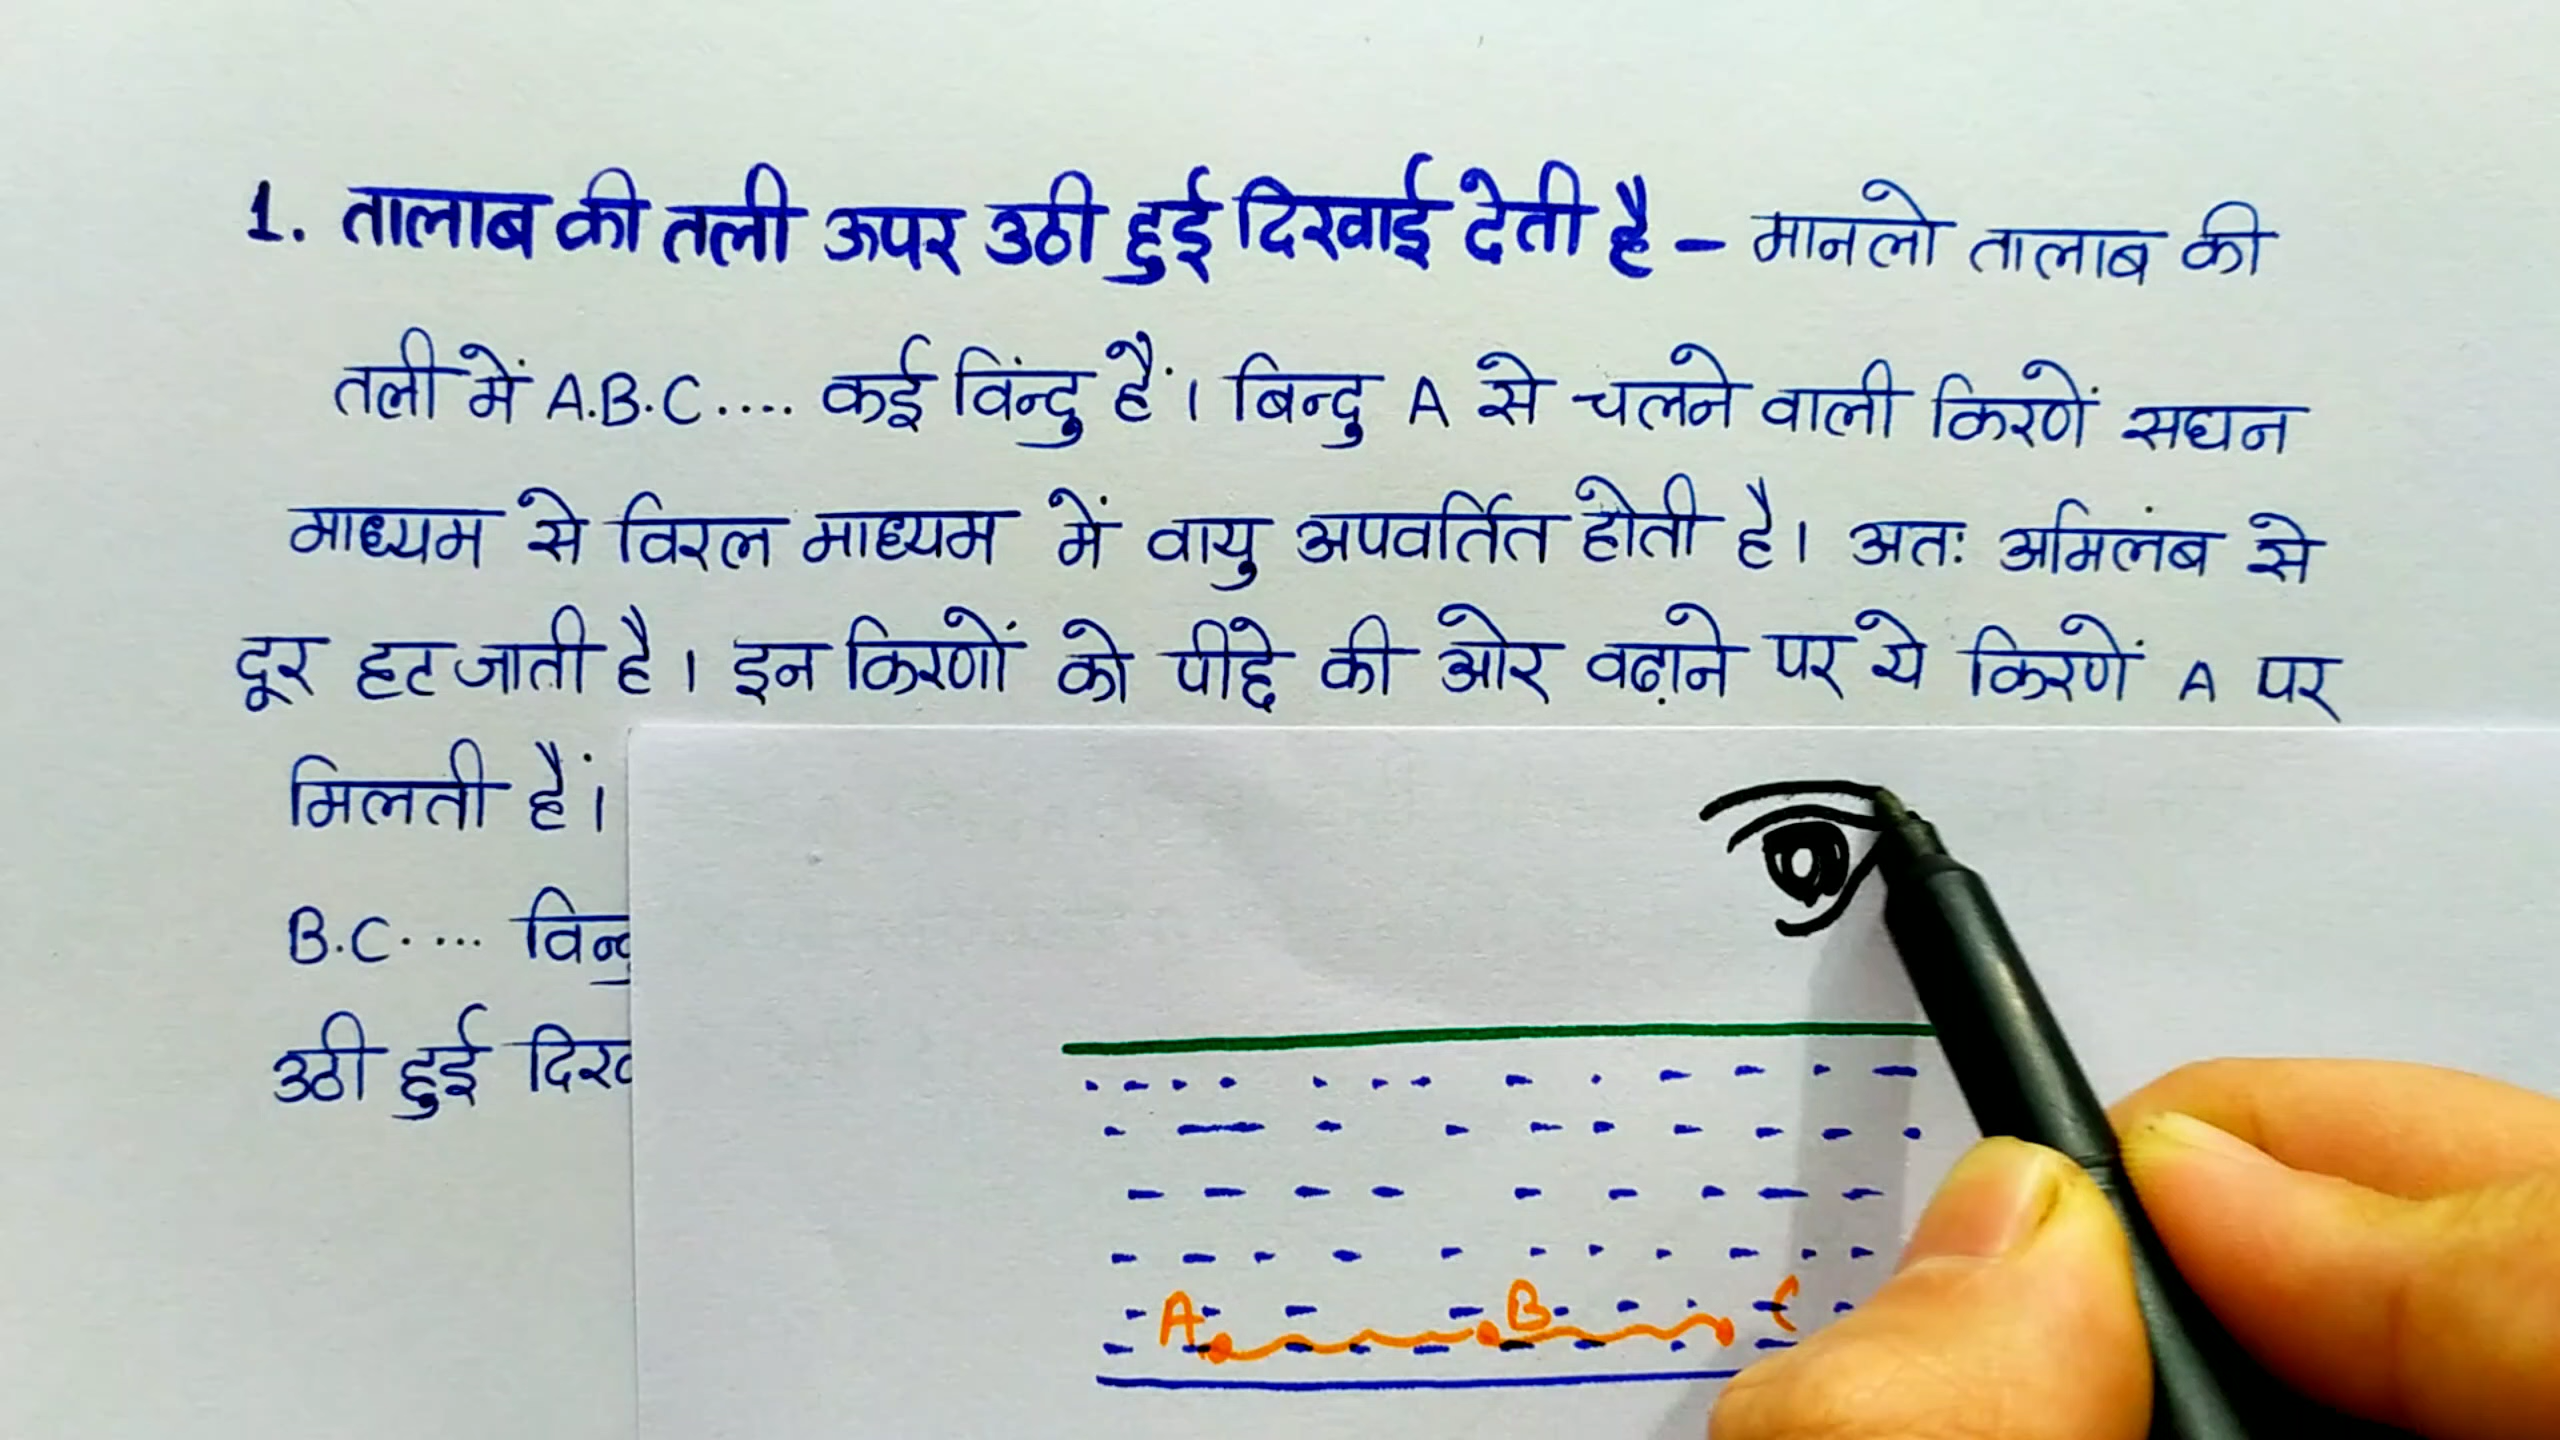 1. तालाब की तली ऊपर उठी हुई दिखाई देती है – मानलो तालाब की
तली में A.B.C.... कई विंन्दु हैं। बिन्दु A से चलने वाली किरणें सघन
माध्यम से विरल माध्यम में वायु अपवर्तित होती है। अतः अभिलंब से
दूर हट जाती है। इन किरणों को पीछे की ओर वढ़ाने पर ये किरणें A पर
मिलती हैं।
B.C.... विन्दु
उठी हुई
A B C